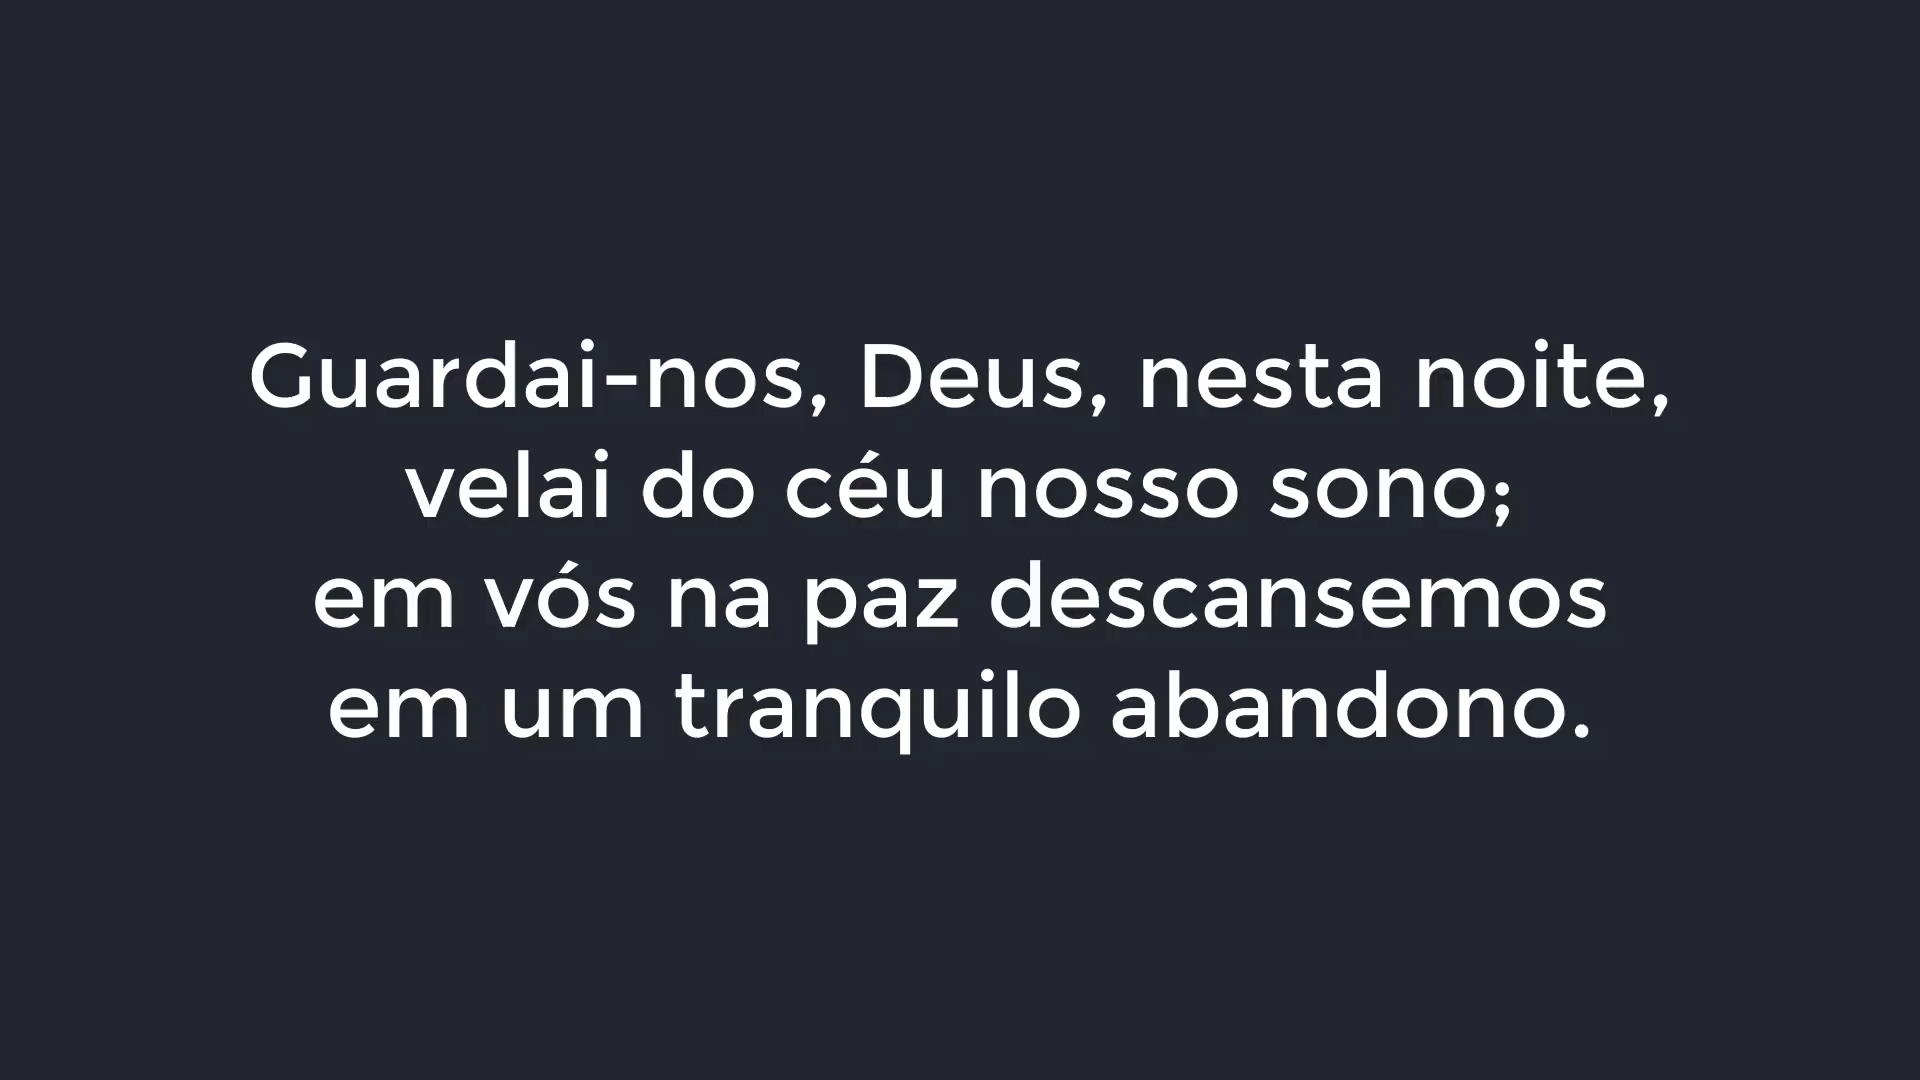 Guardai-nos, Deus, nesta noite,
velai do céu nosso sono;
em vós na paz descansemos
em um tranquilo abandono.